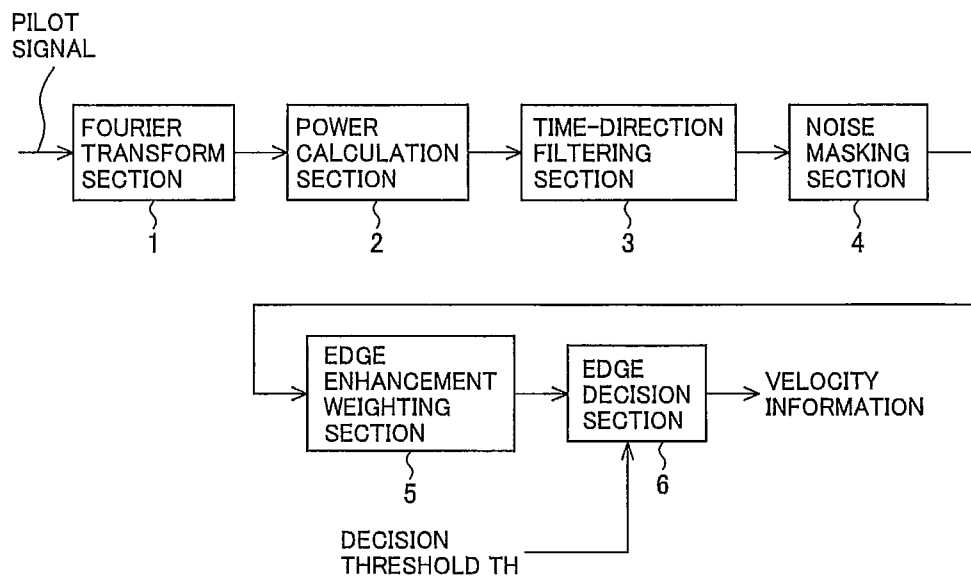 PILOT
SIGNAL
FOURIER
TRANSFORM
SECTION
1
POWER
CALCULATION
SECTION
2
TIME-DIRECTION
FILTERING
SECTION
3
NOISE
MASKING
SECTION
4
EDGE
ENHANCEMENT
WEIGHTING
SECTION
5
EDGE
DECISION
SECTION
6
VELOCITY
INFORMATION
DECISION
THRESHOLD TH